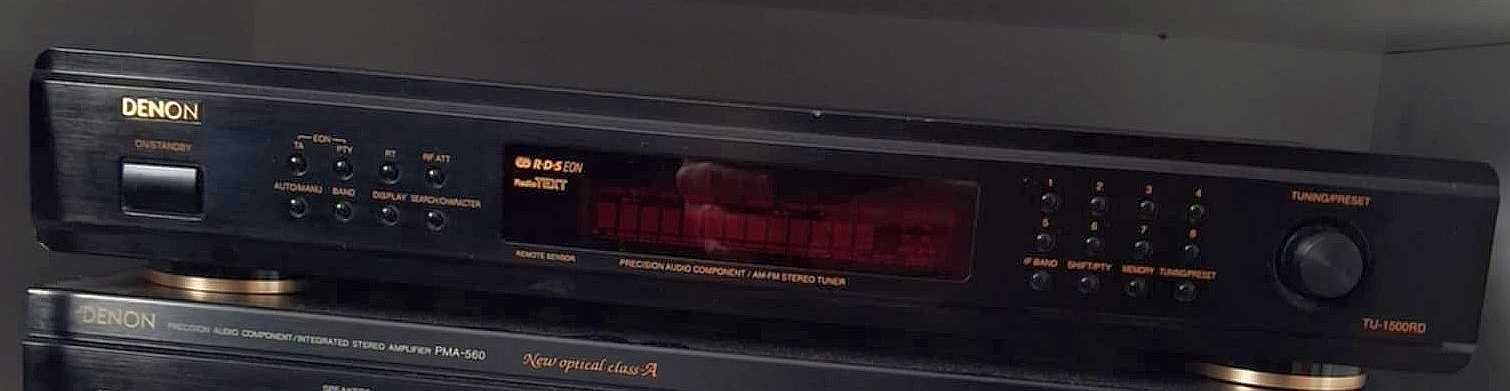 DENON
ON/STANDBY
EON
TA
PTY
RT
RF ATT
AUTO/MANU
BAND
DISPLAY
SEARCH/CHARACTER
R·D·S EON
Radio TEXT
REMOTE SENSOR
PRECISION AUDIO COMPONENT / AM-FM STEREO TUNER
1
2
3
4
5
6
7
8
IF BAND
SHIFT/PTY
MEMORY
TUNING/PRESET
TUNING/PRESET
TU-1500RD
DENON
PRECISION AUDIO COMPONENT/INTEGRATED STEREO AMPLIFIER PMA-560
New optical class-A
SPEAKERS